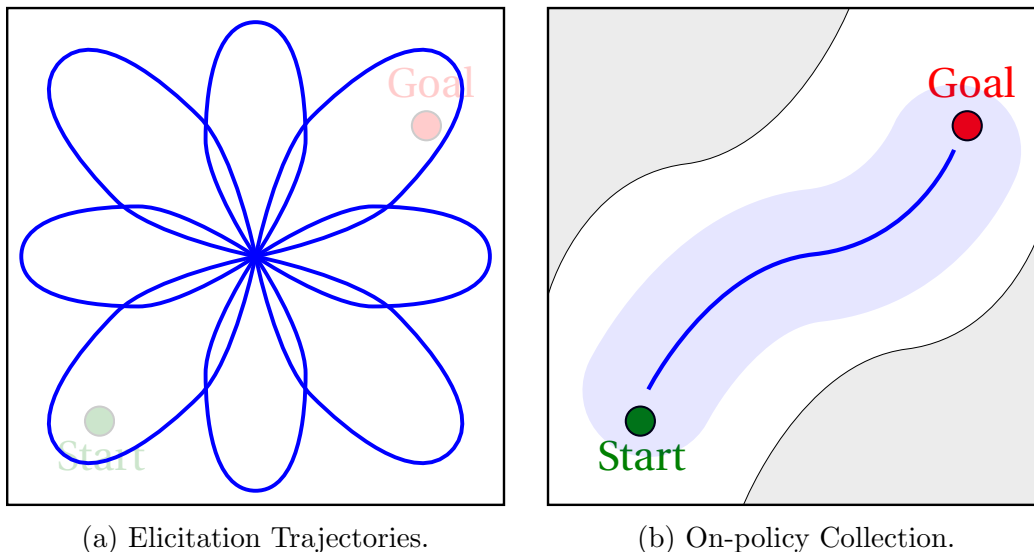 Goal
Start
(a) Elicitation Trajectories.
Goal
Start
(b) On-policy Collection.